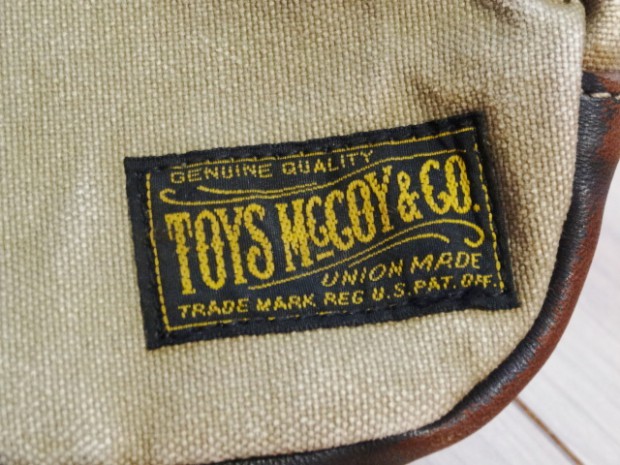 GENUINE QUALITY
TOYS McCOY & CO.
UNION MADE
TRADE MARK REG U.S. PAT. OFF.